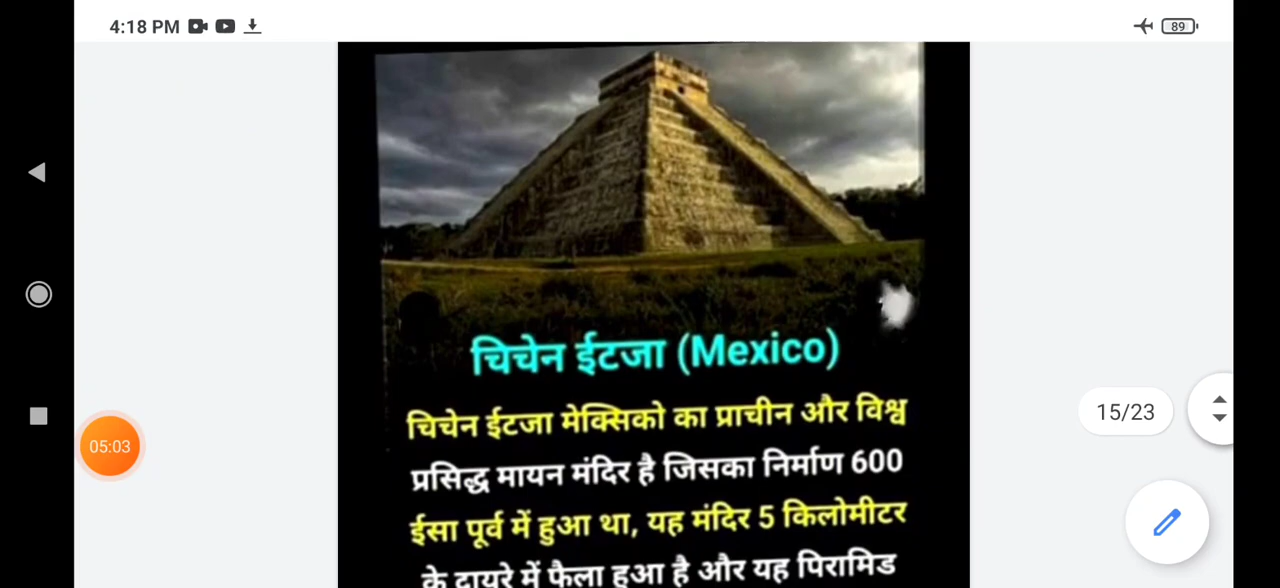 4:18 PM
89
चिचेन ईटजा (Mexico)
चिचेन ईटजा मेक्सिको का प्राचीन और विश्व
प्रसिद्ध मायन मंदिर है जिसका निर्माण 600
ईसा पूर्व में हुआ था, यह मंदिर 5 किलोमीटर
के दायरे में फैला हुआ है और यह पिरामिड
15/23
05:03